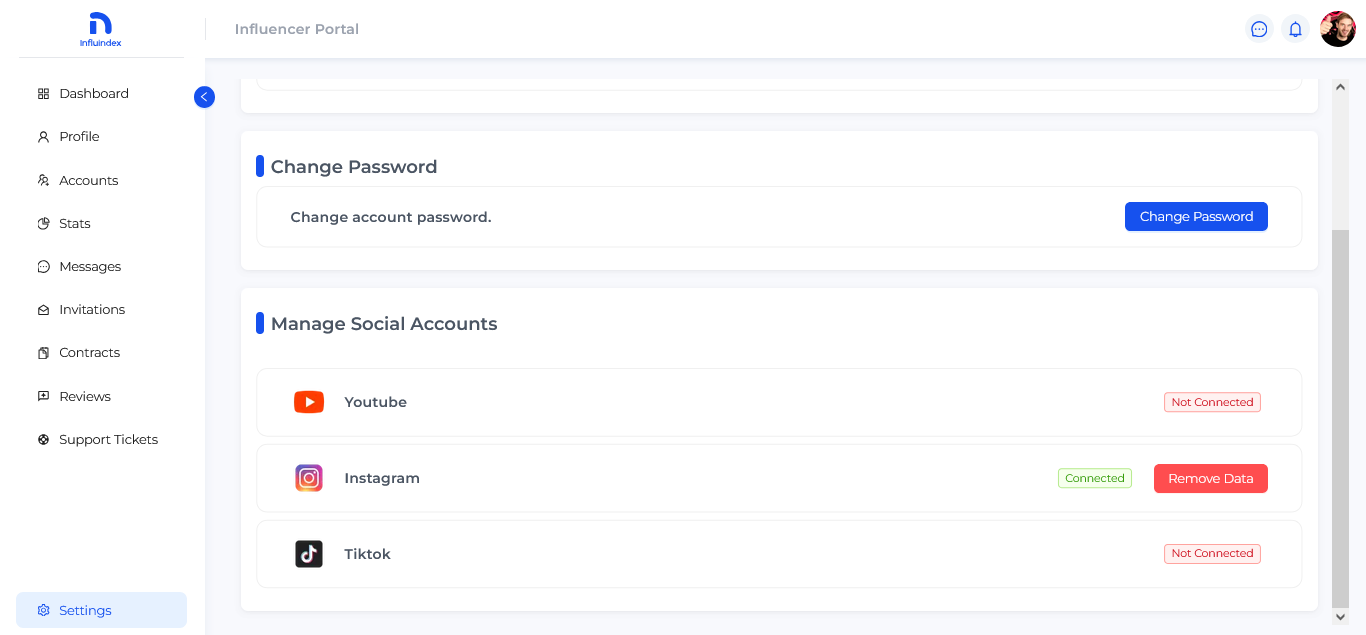 Influindex
Influencer Portal
Dashboard
Profile
Accounts
Stats
Messages
Invitations
Contracts
Reviews
Support Tickets
Settings
Change Password
Change account password.
Change Password
Manage Social Accounts
Youtube
Not Connected
Instagram
Connected
Remove Data
Tiktok
Not Connected